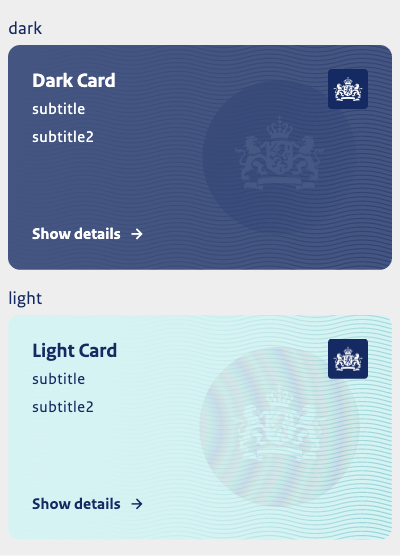 dark
Dark Card
subtitle
subtitle2
Show details →
light
Light Card
subtitle
subtitle2
Show details →